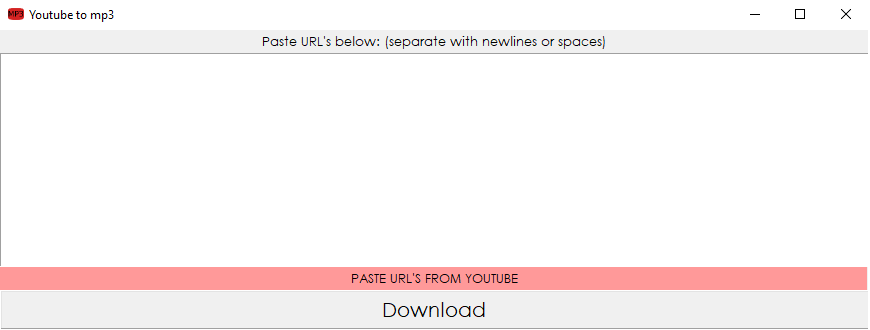 MP3 Youtube to mp3
Paste URL's below: (separate with newlines or spaces)
PASTE URL'S FROM YOUTUBE
Download